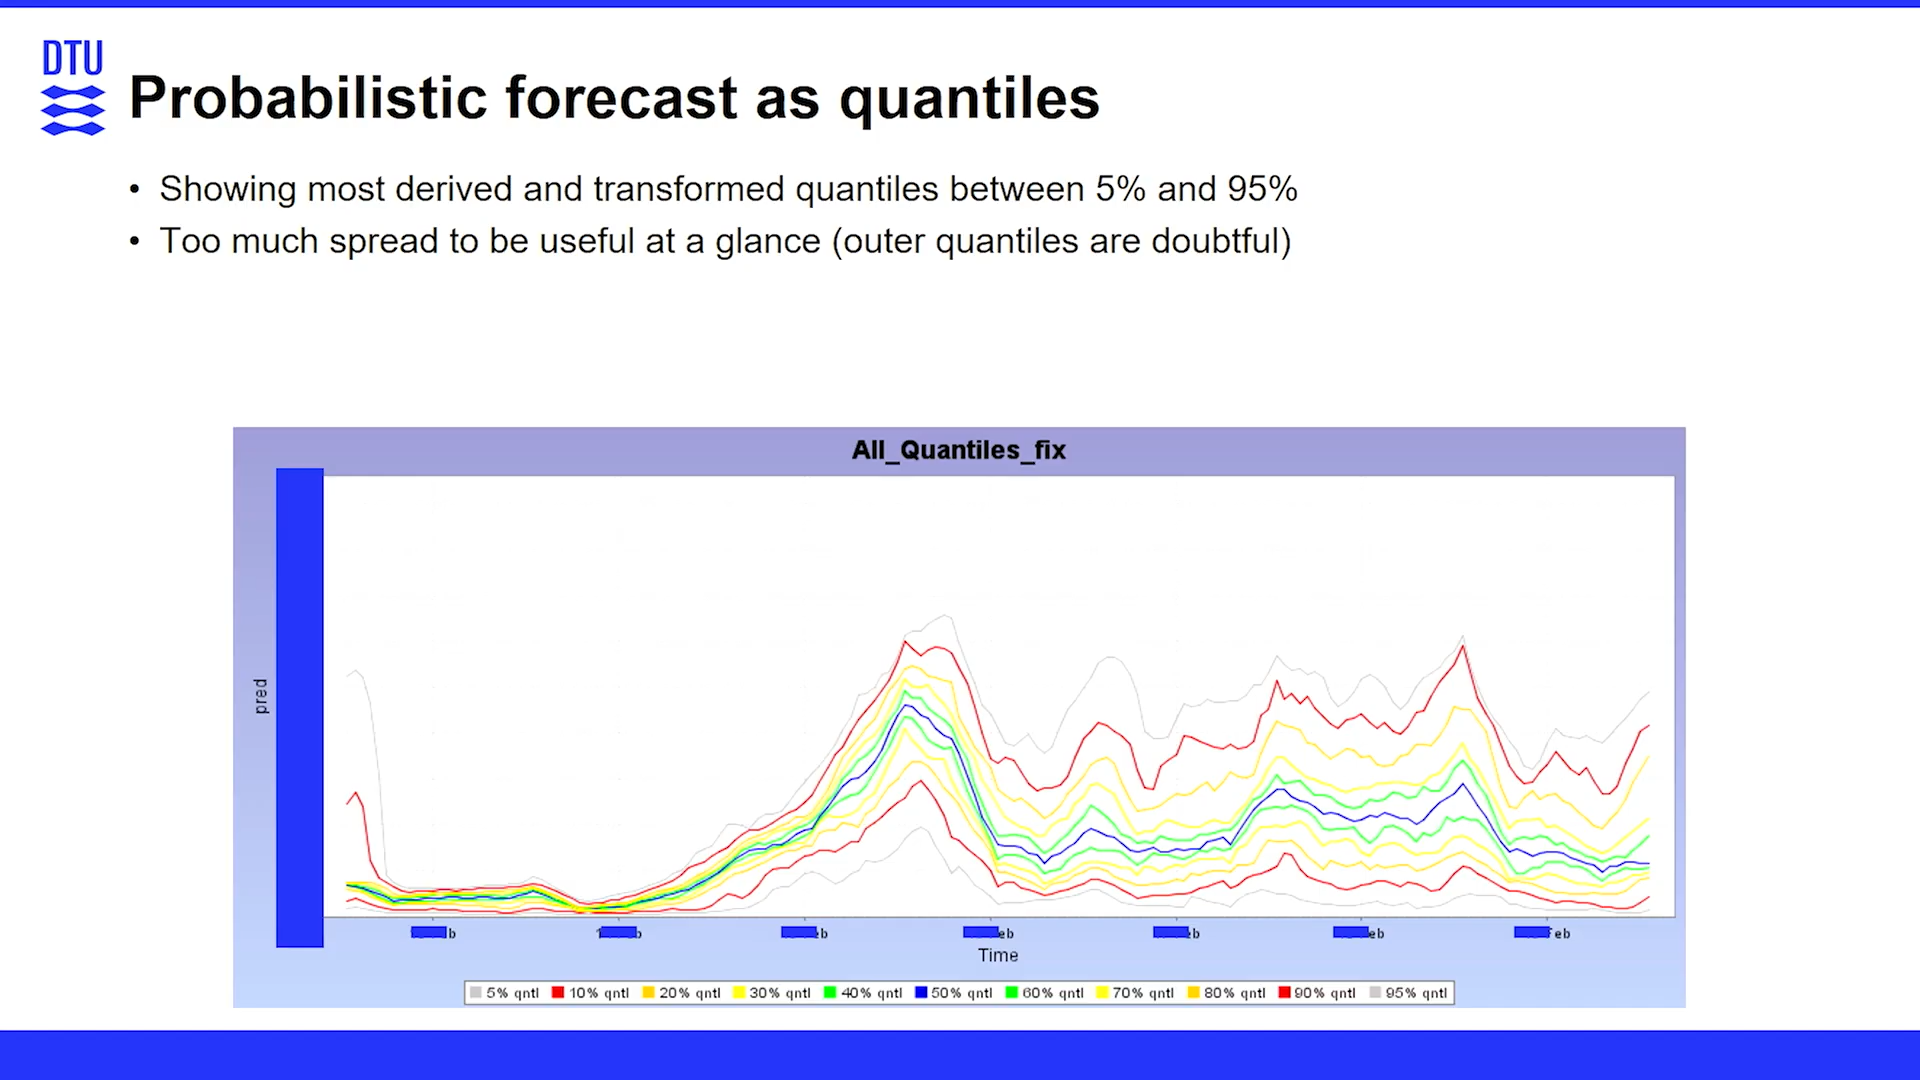 DTU
Probabilistic forecast as quantiles
• Showing most derived and transformed quantiles between 5% and 95%
• Too much spread to be useful at a glance (outer quantiles are doubtful)
All_Quantiles_fix
pred
Time
5% qntl 10% qntl 20% qntl 30% qntl 40% qntl 50% qntl 60% qntl 70% qntl 80% qntl 90% qntl 95% qntl